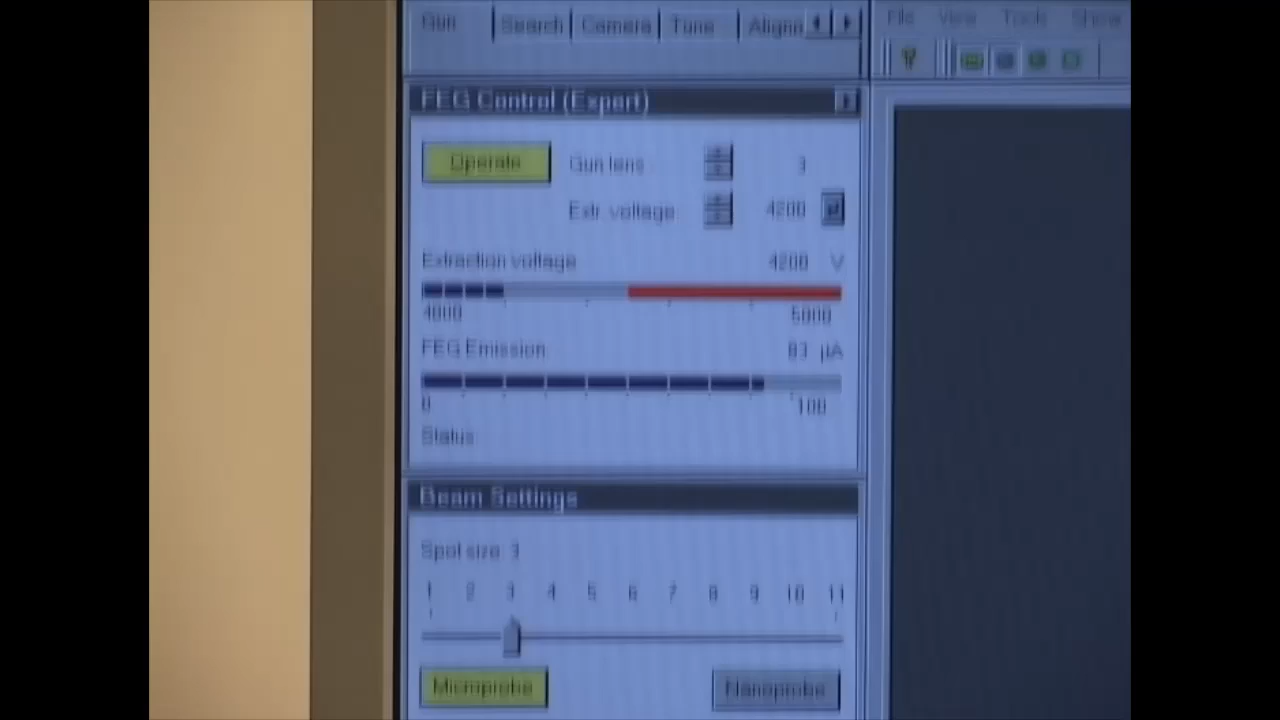 Gun Search Camera Tune Alignn
File View Tools Show
FEG Control (Expert)
Operate Gun lens 3
Extr. voltage 4200
Extraction voltage 4200 V
4000 5000
FEG Emission 83 µA
0 100
Status
Beam Settings
Spot size 3
1 2 3 4 5 6 7 8 9 10 11
Microprobe Nanoprobe